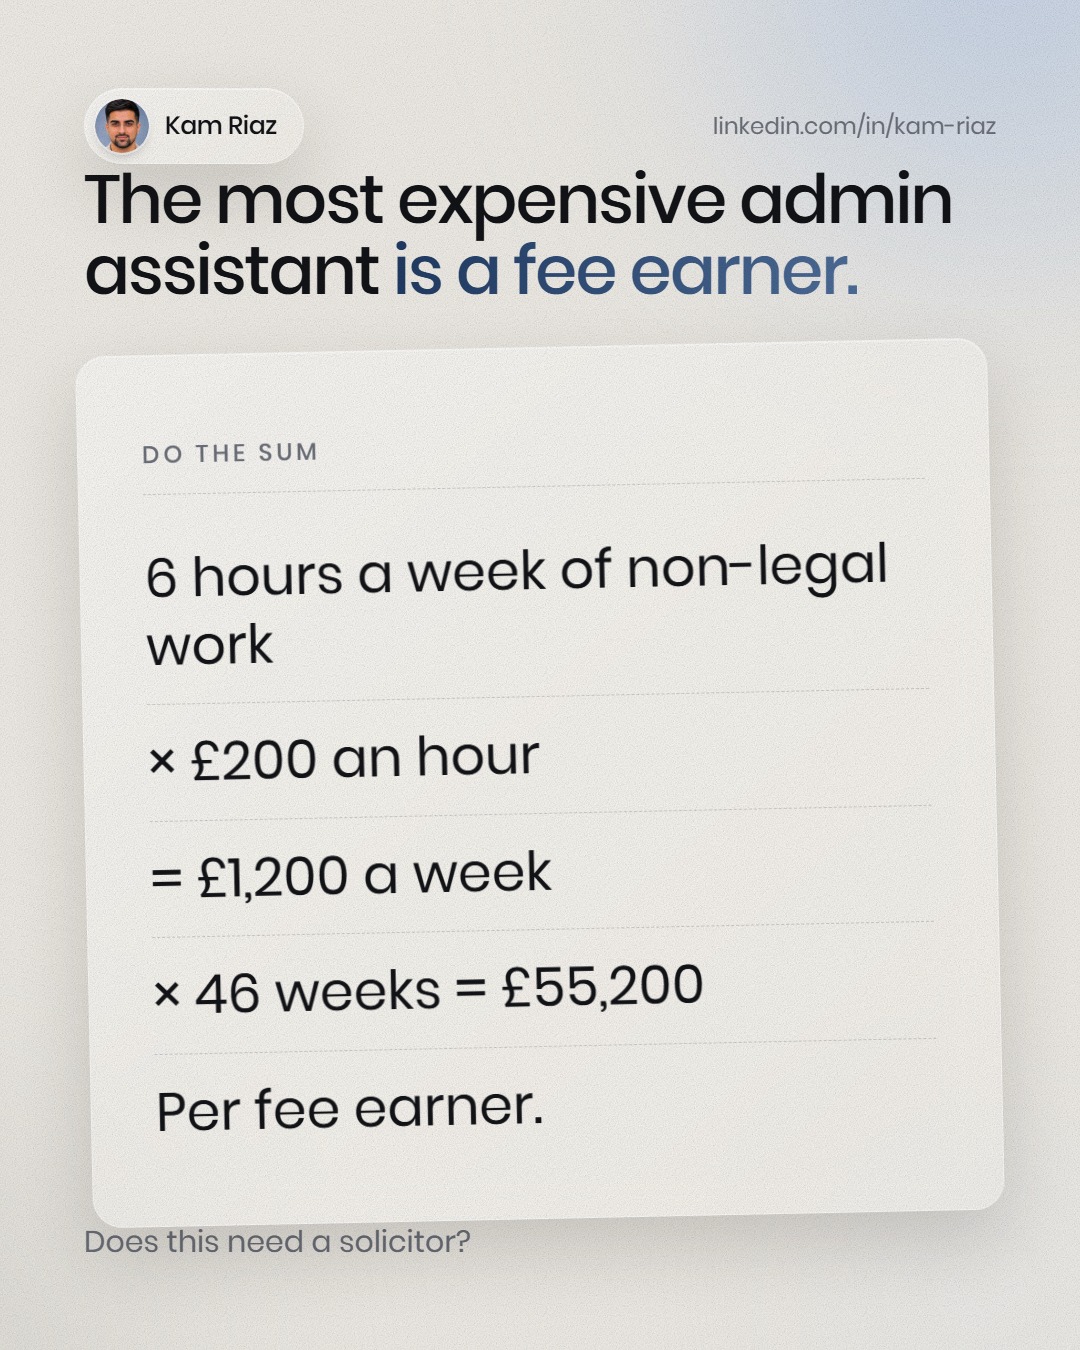 Kam Riaz
linkedin.com/in/kam-riaz
The most expensive admin
assistant is a fee earner.
DO THE SUM
6 hours a week of non-legal
work
× £200 an hour
= £1,200 a week
× 46 weeks = £55,200
Per fee earner.
Does this need a solicitor?